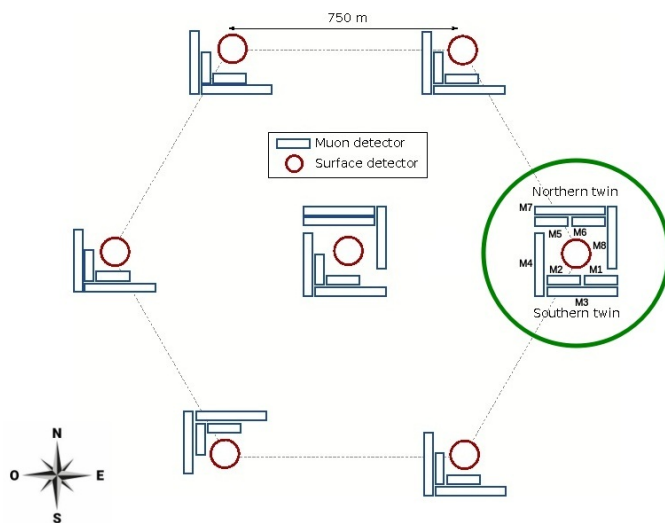 750 m
Muon detector
Surface detector
Northern twin
M7
M5 M6
M8
M4
M2 M1
M3
Southern twin
N
O E
S